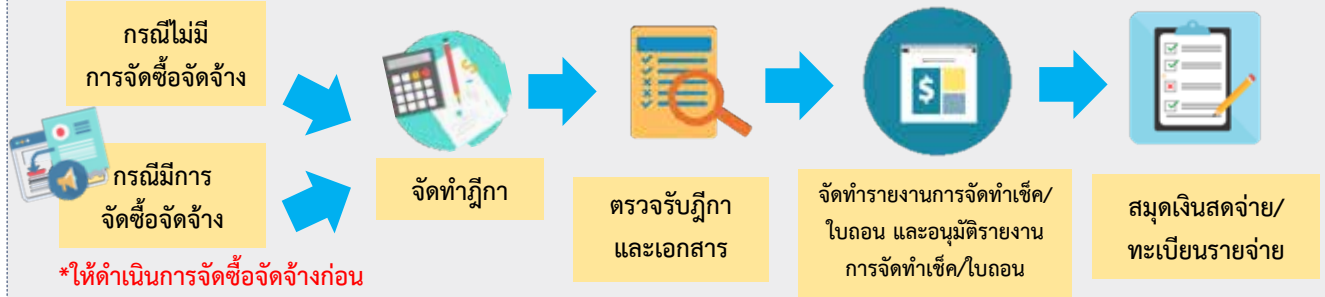 กรณีไม่มี
การจัดซื้อจัดจ้าง
กรณีมีการ
จัดซื้อจัดจ้าง
*ให้ดำเนินการจัดซื้อจัดจ้างก่อน
จัดทำฎีกา
ตรวจรับฎีกา
และเอกสาร
จัดทำรายงานการจัดทำเช็ค/
ใบถอน และอนุมัติรายงาน
การจัดทำเช็ค/ใบถอน
สมุดเงินสดจ่าย/
ทะเบียนรายจ่าย